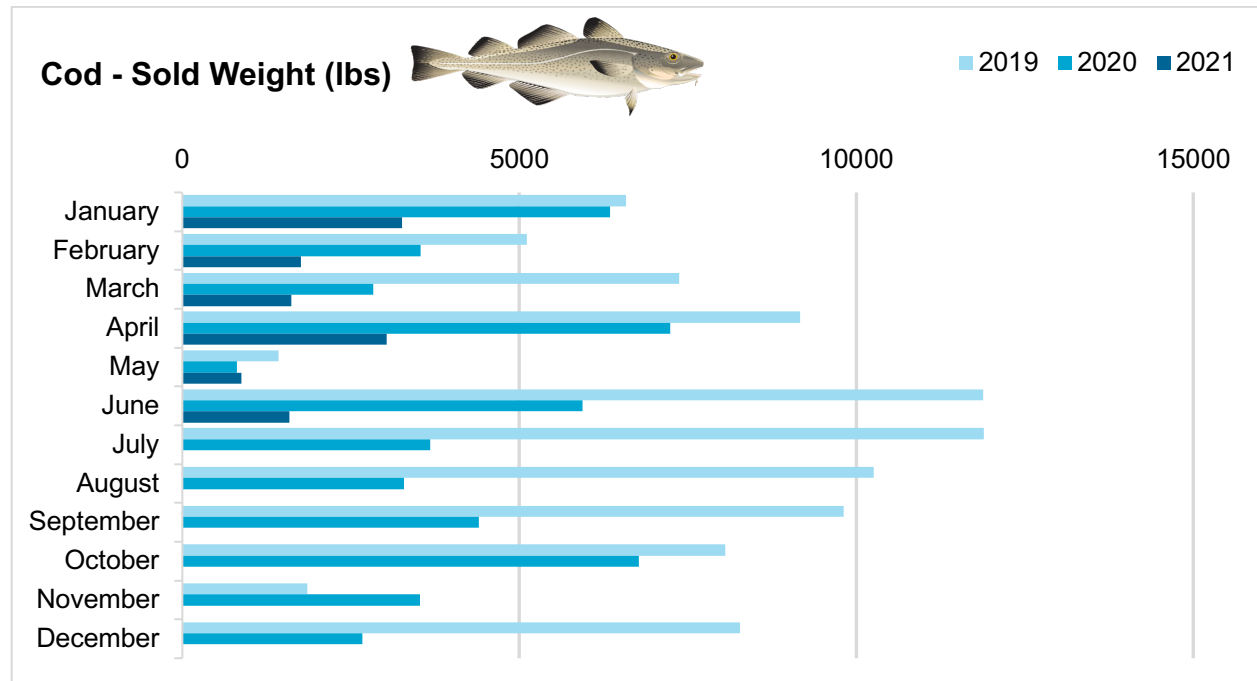 Cod - Sold Weight (lbs)
2019 2020 2021
0 5000 10000 15000
January
February
March
April
May
June
July
August
September
October
November
December